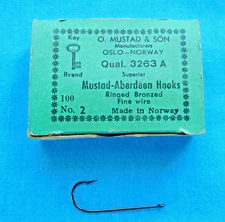 Key
O. MUSTAD & SÖN
Manufacturers
OSLO-NORWAY
Qual. 3263 A
Brand
Superior
Mustad-Aberdeen Hooks
100
Ringed Bronzed
Fine wire
No. 2
Made in Norway